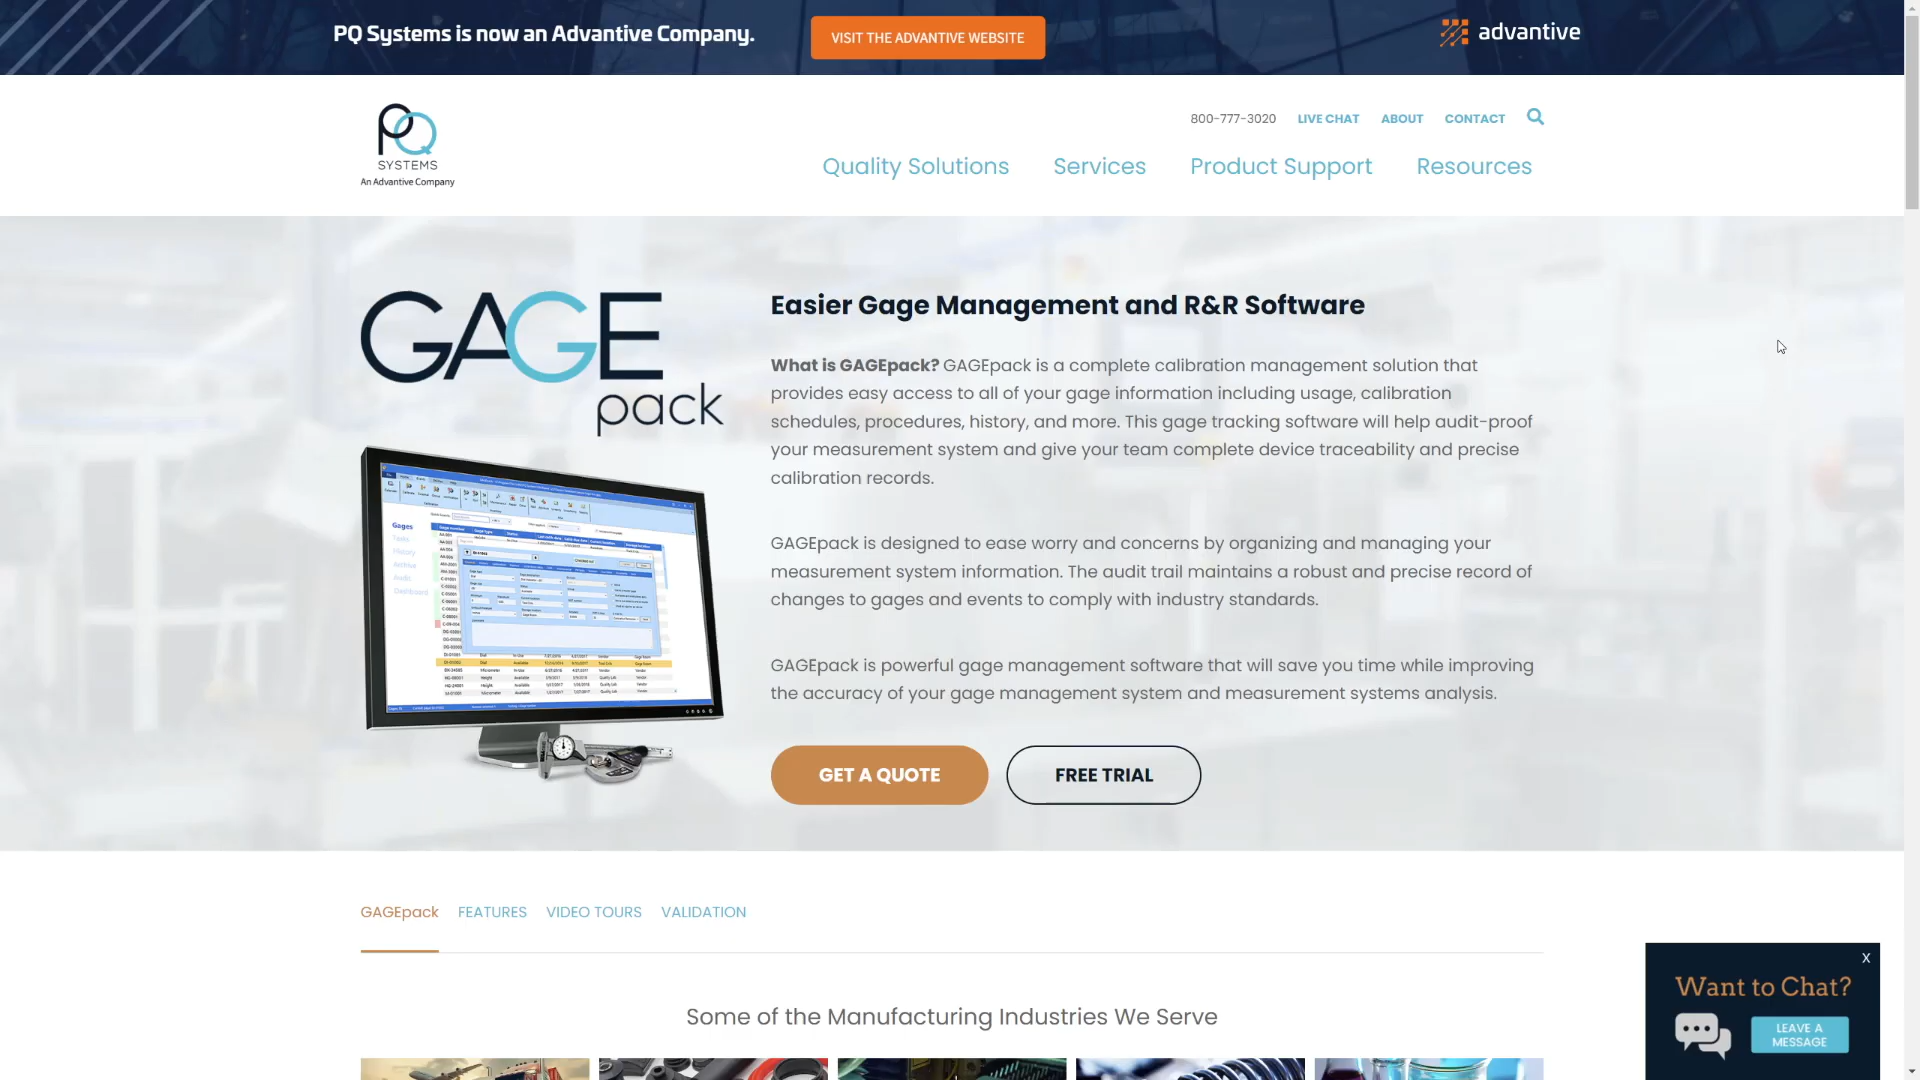 PQ Systems is now an Advantive Company.
VISIT THE ADVANTIVE WEBSITE
advantive
PQ
SYSTEMS
An Advantive Company
800-777-3020 LIVE CHAT ABOUT CONTACT
Quality Solutions Services Product Support Resources
GAGE
pack
Easier Gage Management and R&R Software
What is GAGEpack? GAGEpack is a complete calibration management solution that
provides easy access to all of your gage information including usage, calibration
schedules, procedures, history, and more. This gage tracking software will help audit-proof
your measurement system and give your team complete device traceability and precise
calibration records.
GAGEpack is designed to ease worry and concerns by organizing and managing your
measurement system information. The audit trail maintains a robust and precise record of
changes to gages and events to comply with industry standards.
GAGEpack is powerful gage management software that will save you time while improving
the accuracy of your gage management system and measurement systems analysis.
Gages
Tasks
History
Archive
Audit
Dashboard
GET A QUOTE FREE TRIAL
GAGEpack FEATURES VIDEO TOURS VALIDATION
Some of the Manufacturing Industries We Serve
X
Want to Chat?
LEAVE A
MESSAGE